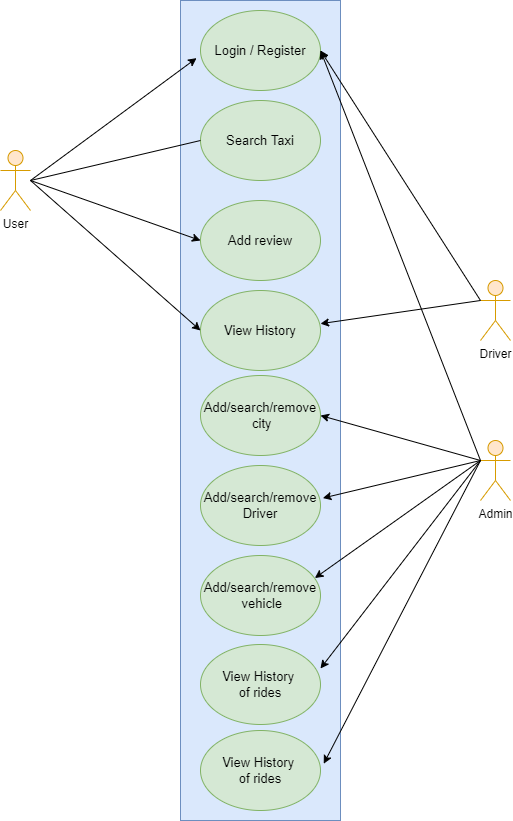 Login / Register
Search Taxi
User
Add review
View History
Driver
Add/search/remove
city
Add/search/remove
Driver
Admin
Add/search/remove
vehicle
View History
of rides
View History
of rides